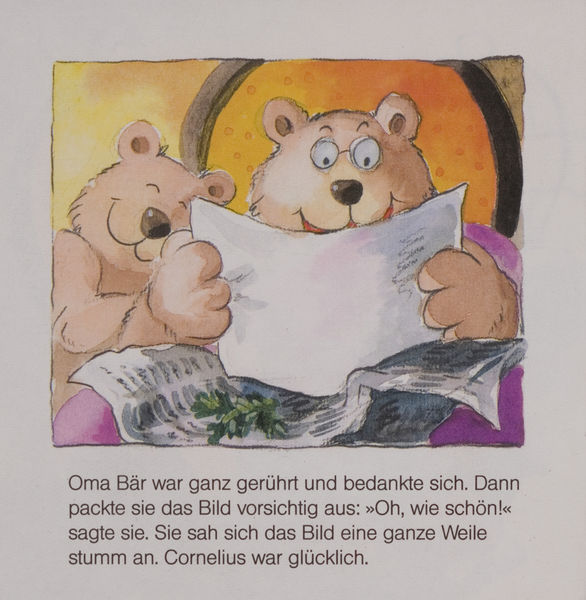 Oma Bär war ganz gerührt und bedankte sich. Dann
packte sie das Bild vorsichtig aus: »Oh, wie schön!«
sagte sie. Sie sah sich das Bild eine ganze Weile
stumm an. Cornelius war glücklich.